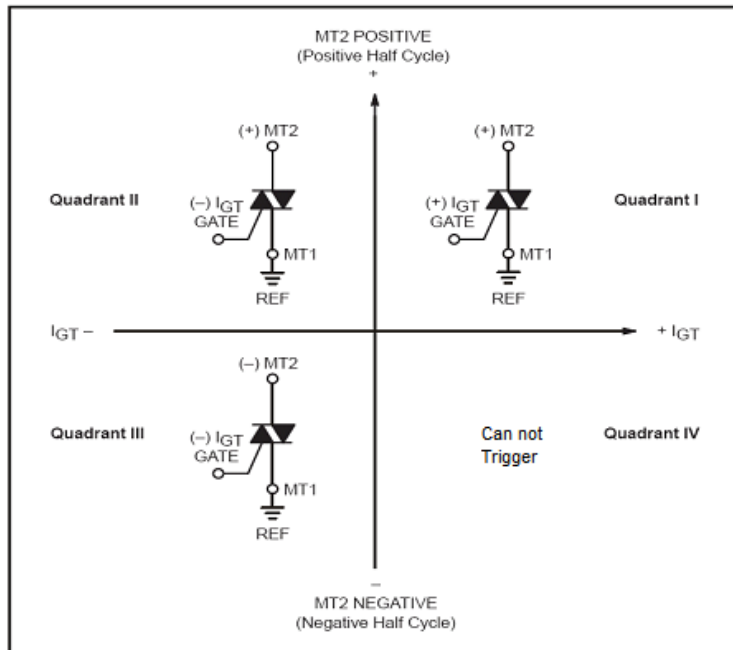 MT2 POSITIVE
(Positive Half Cycle)
+
(+) MT2
(+) MT2
Quadrant II
(–) IGT
GATE
(+) IGT
GATE
Quadrant I
MT1
MT1
REF
REF
IGT –
+ IGT
(–) MT2
Quadrant III
(–) IGT
GATE
Can not
Trigger
Quadrant IV
MT1
REF
–
MT2 NEGATIVE
(Negative Half Cycle)